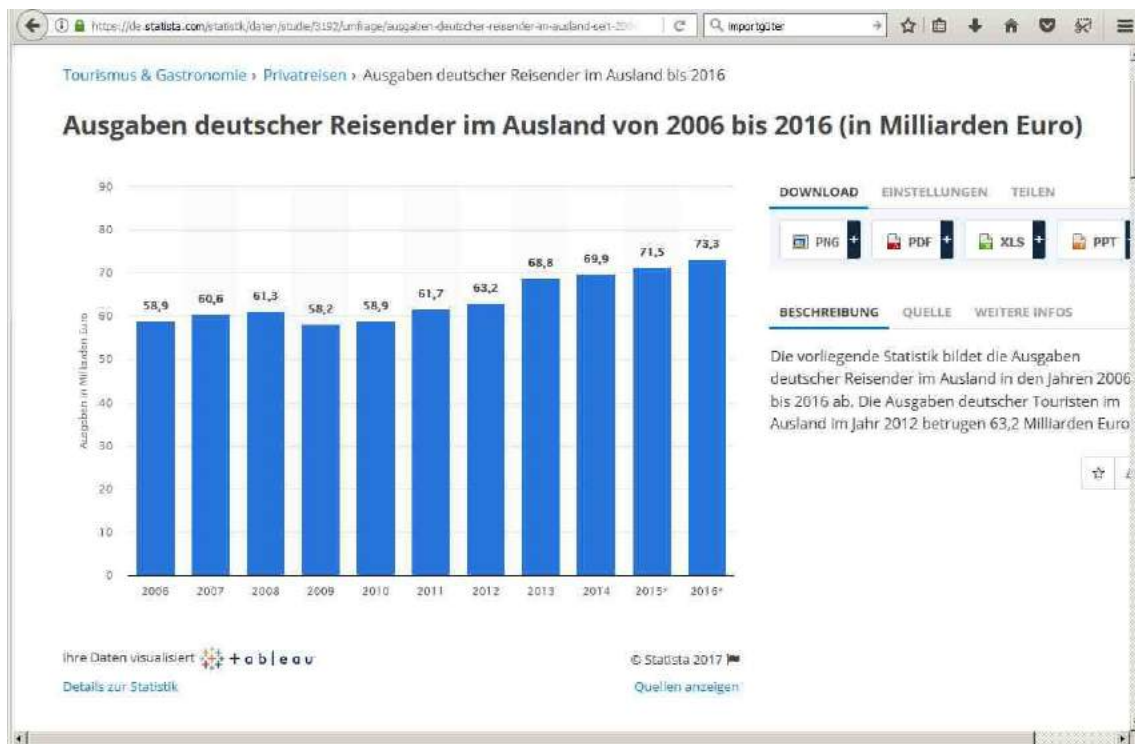 https://de.statista.com/statistik/daten/studie/3192/umfrage/ausgaben-deutscher-reisender-im-ausland-seit-200
importgüter
Tourismus & Gastronomie › Privatreisen › Ausgaben deutscher Reisender im Ausland bis 2016
Ausgaben deutscher Reisender im Ausland von 2006 bis 2016 (in Milliarden Euro)
Ausgaben in Milliarden Euro
90
80
70
60
50
40
30
20
10
0
58,9
60,6
61,3
58,2
58,9
61,7
63,2
68,8
69,9
71,5
73,3
2006 2007 2008 2009 2010 2011 2012 2013 2014 2015* 2016*
Ihre Daten visualisiert +ableau
© Statista 2017
Details zur Statistik
Quellen anzeigen
DOWNLOAD EINSTELLUNGEN TEILEN
PNG + PDF + XLS + PPT
BESCHREIBUNG QUELLE WEITERE INFOS
Die vorliegende Statistik bildet die Ausgaben
deutscher Reisender im Ausland in den Jahren 2006
bis 2016 ab. Die Ausgaben deutscher Touristen im
Ausland im Jahr 2012 betrugen 63,2 Milliarden Euro